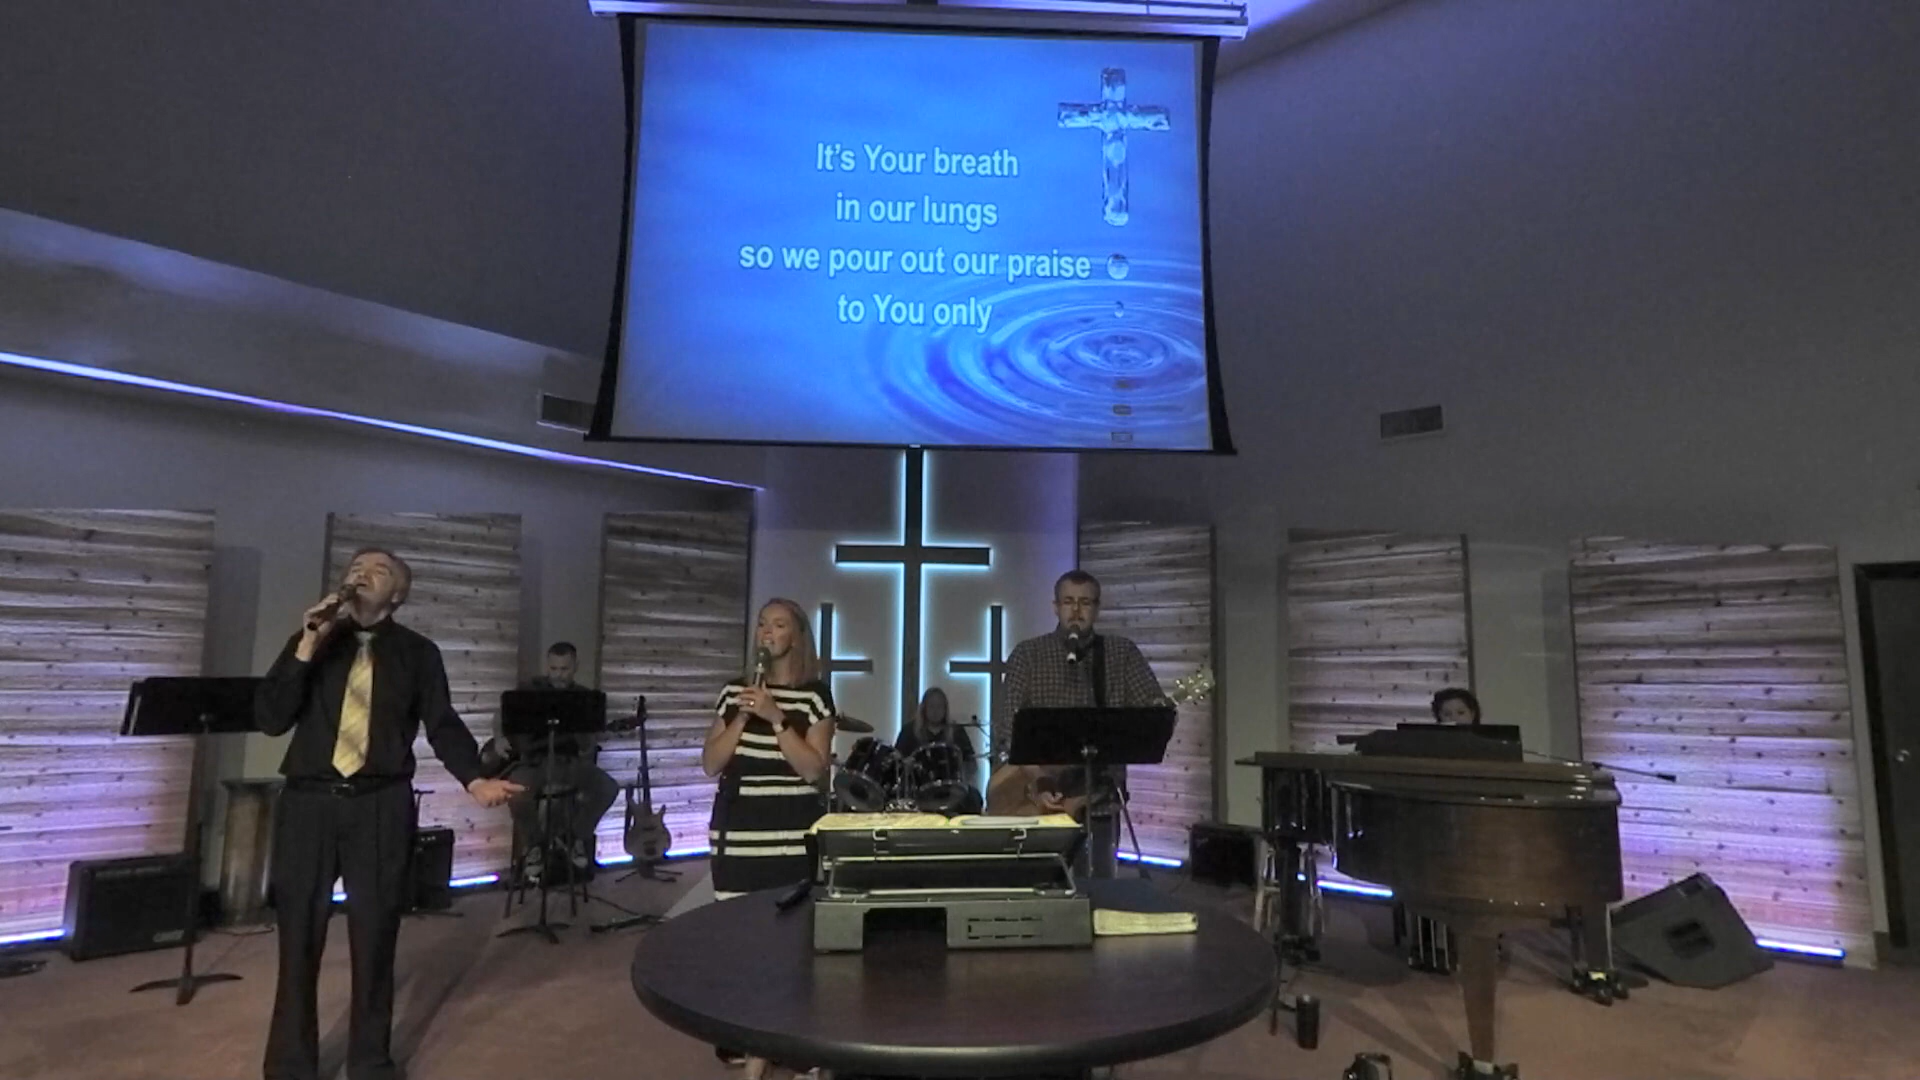 It's Your breath
in our lungs
so we pour out our praise
to You only